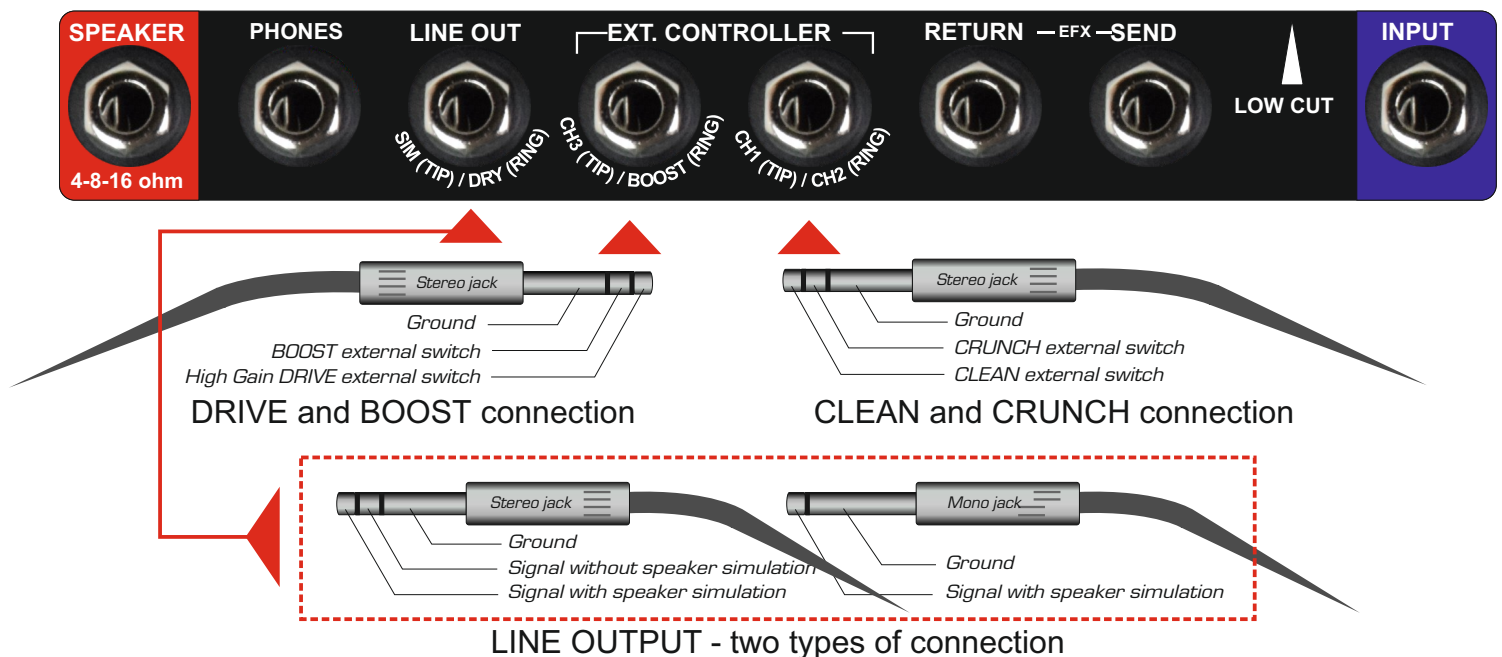 SPEAKER
PHONES
LINE OUT
EXT. CONTROLLER
RETURN
EFX
SEND
LOW CUT
INPUT
4-8-16 ohm
SIM (TIP) / DRY (RING)
CH3 (TIP) / BOOST (RING)
CH1 (TIP) / CH2 (RING)
Stereo jack
Ground
BOOST external switch
High Gain DRIVE external switch
DRIVE and BOOST connection
Stereo jack
Ground
CRUNCH external switch
CLEAN external switch
CLEAN and CRUNCH connection
Stereo jack
Ground
Signal without speaker simulation
Signal with speaker simulation
Mono jack
Ground
Signal with speaker simulation
LINE OUTPUT - two types of connection